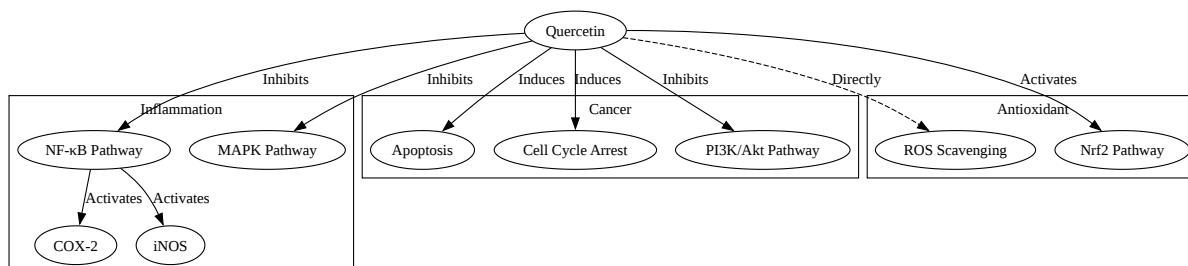 Quercetin
Inhibits
Inhibits
Induces
Induces
Inhibits
Directly
Activates
Inflammation
Cancer
Antioxidant
NF-κB Pathway
MAPK Pathway
Apoptosis
Cell Cycle Arrest
PI3K/Akt Pathway
ROS Scavenging
Nrf2 Pathway
Activates
Activates
COX-2
iNOS